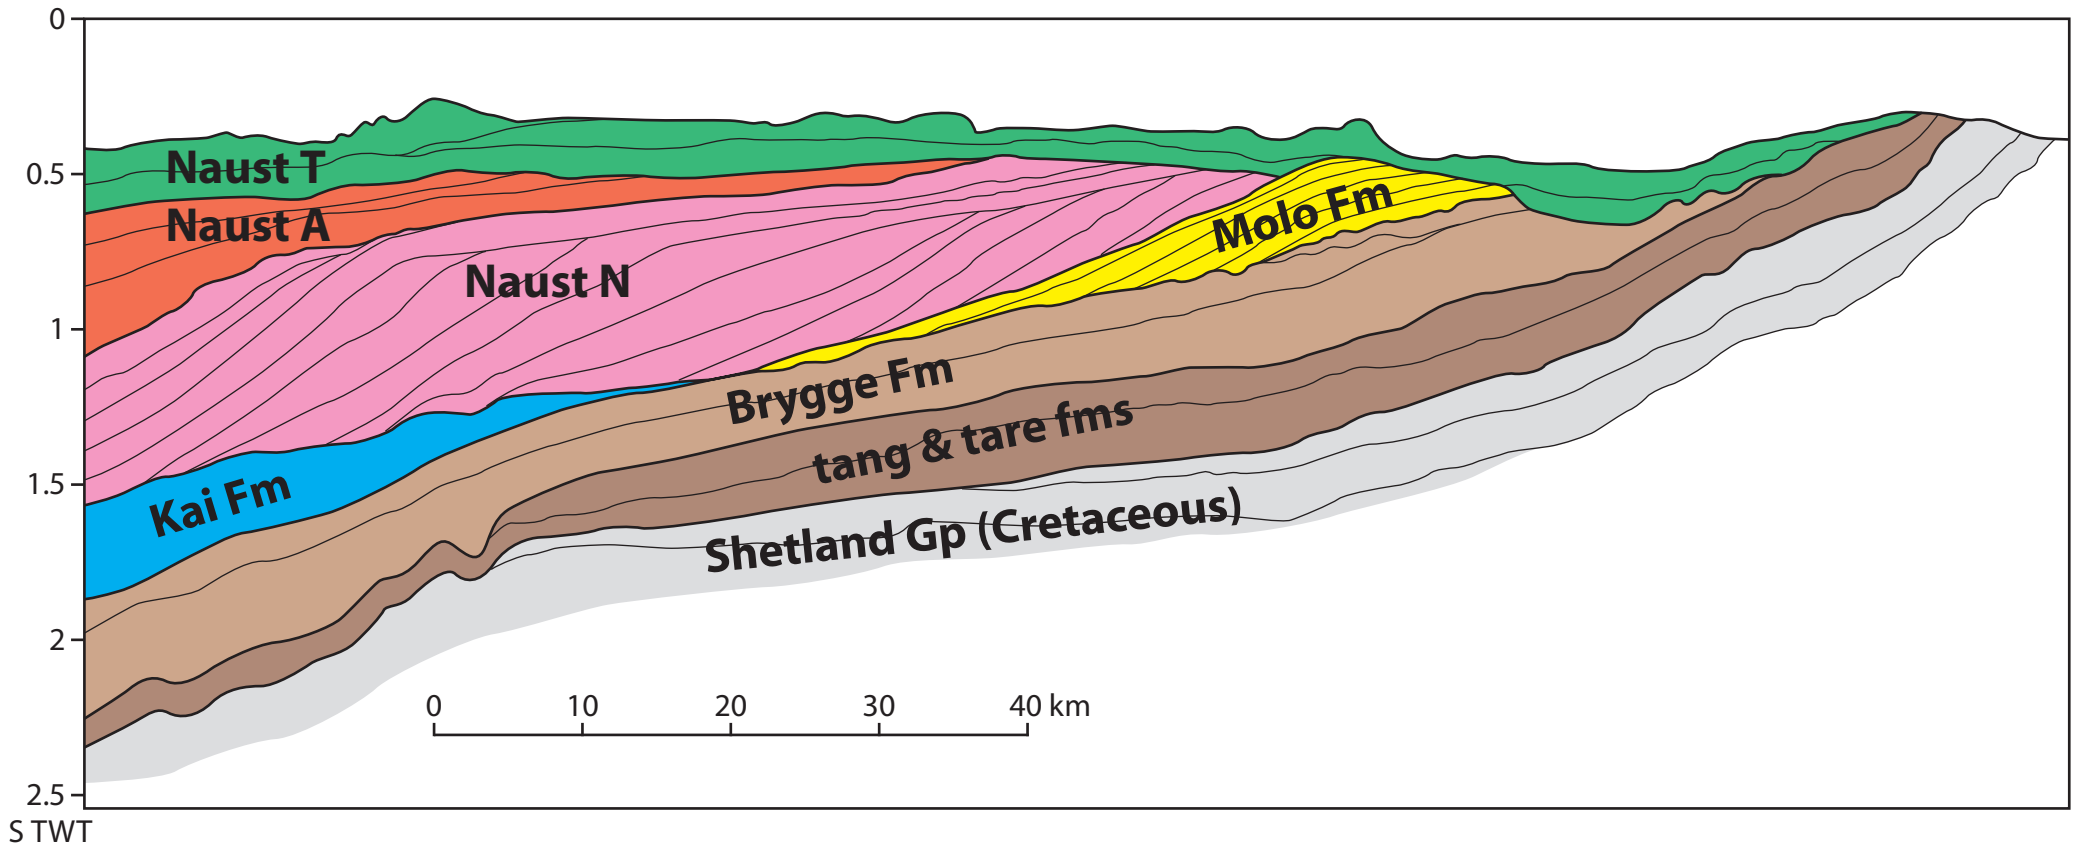 0
0.5
1
1.5
2
2.5
S TWT
Naust T
Naust A
Naust N
Molo Fm
Kai Fm
Brygge Fm
tang & tare fms
Shetland Gp (Cretaceous)
0 10 20 30 40 km